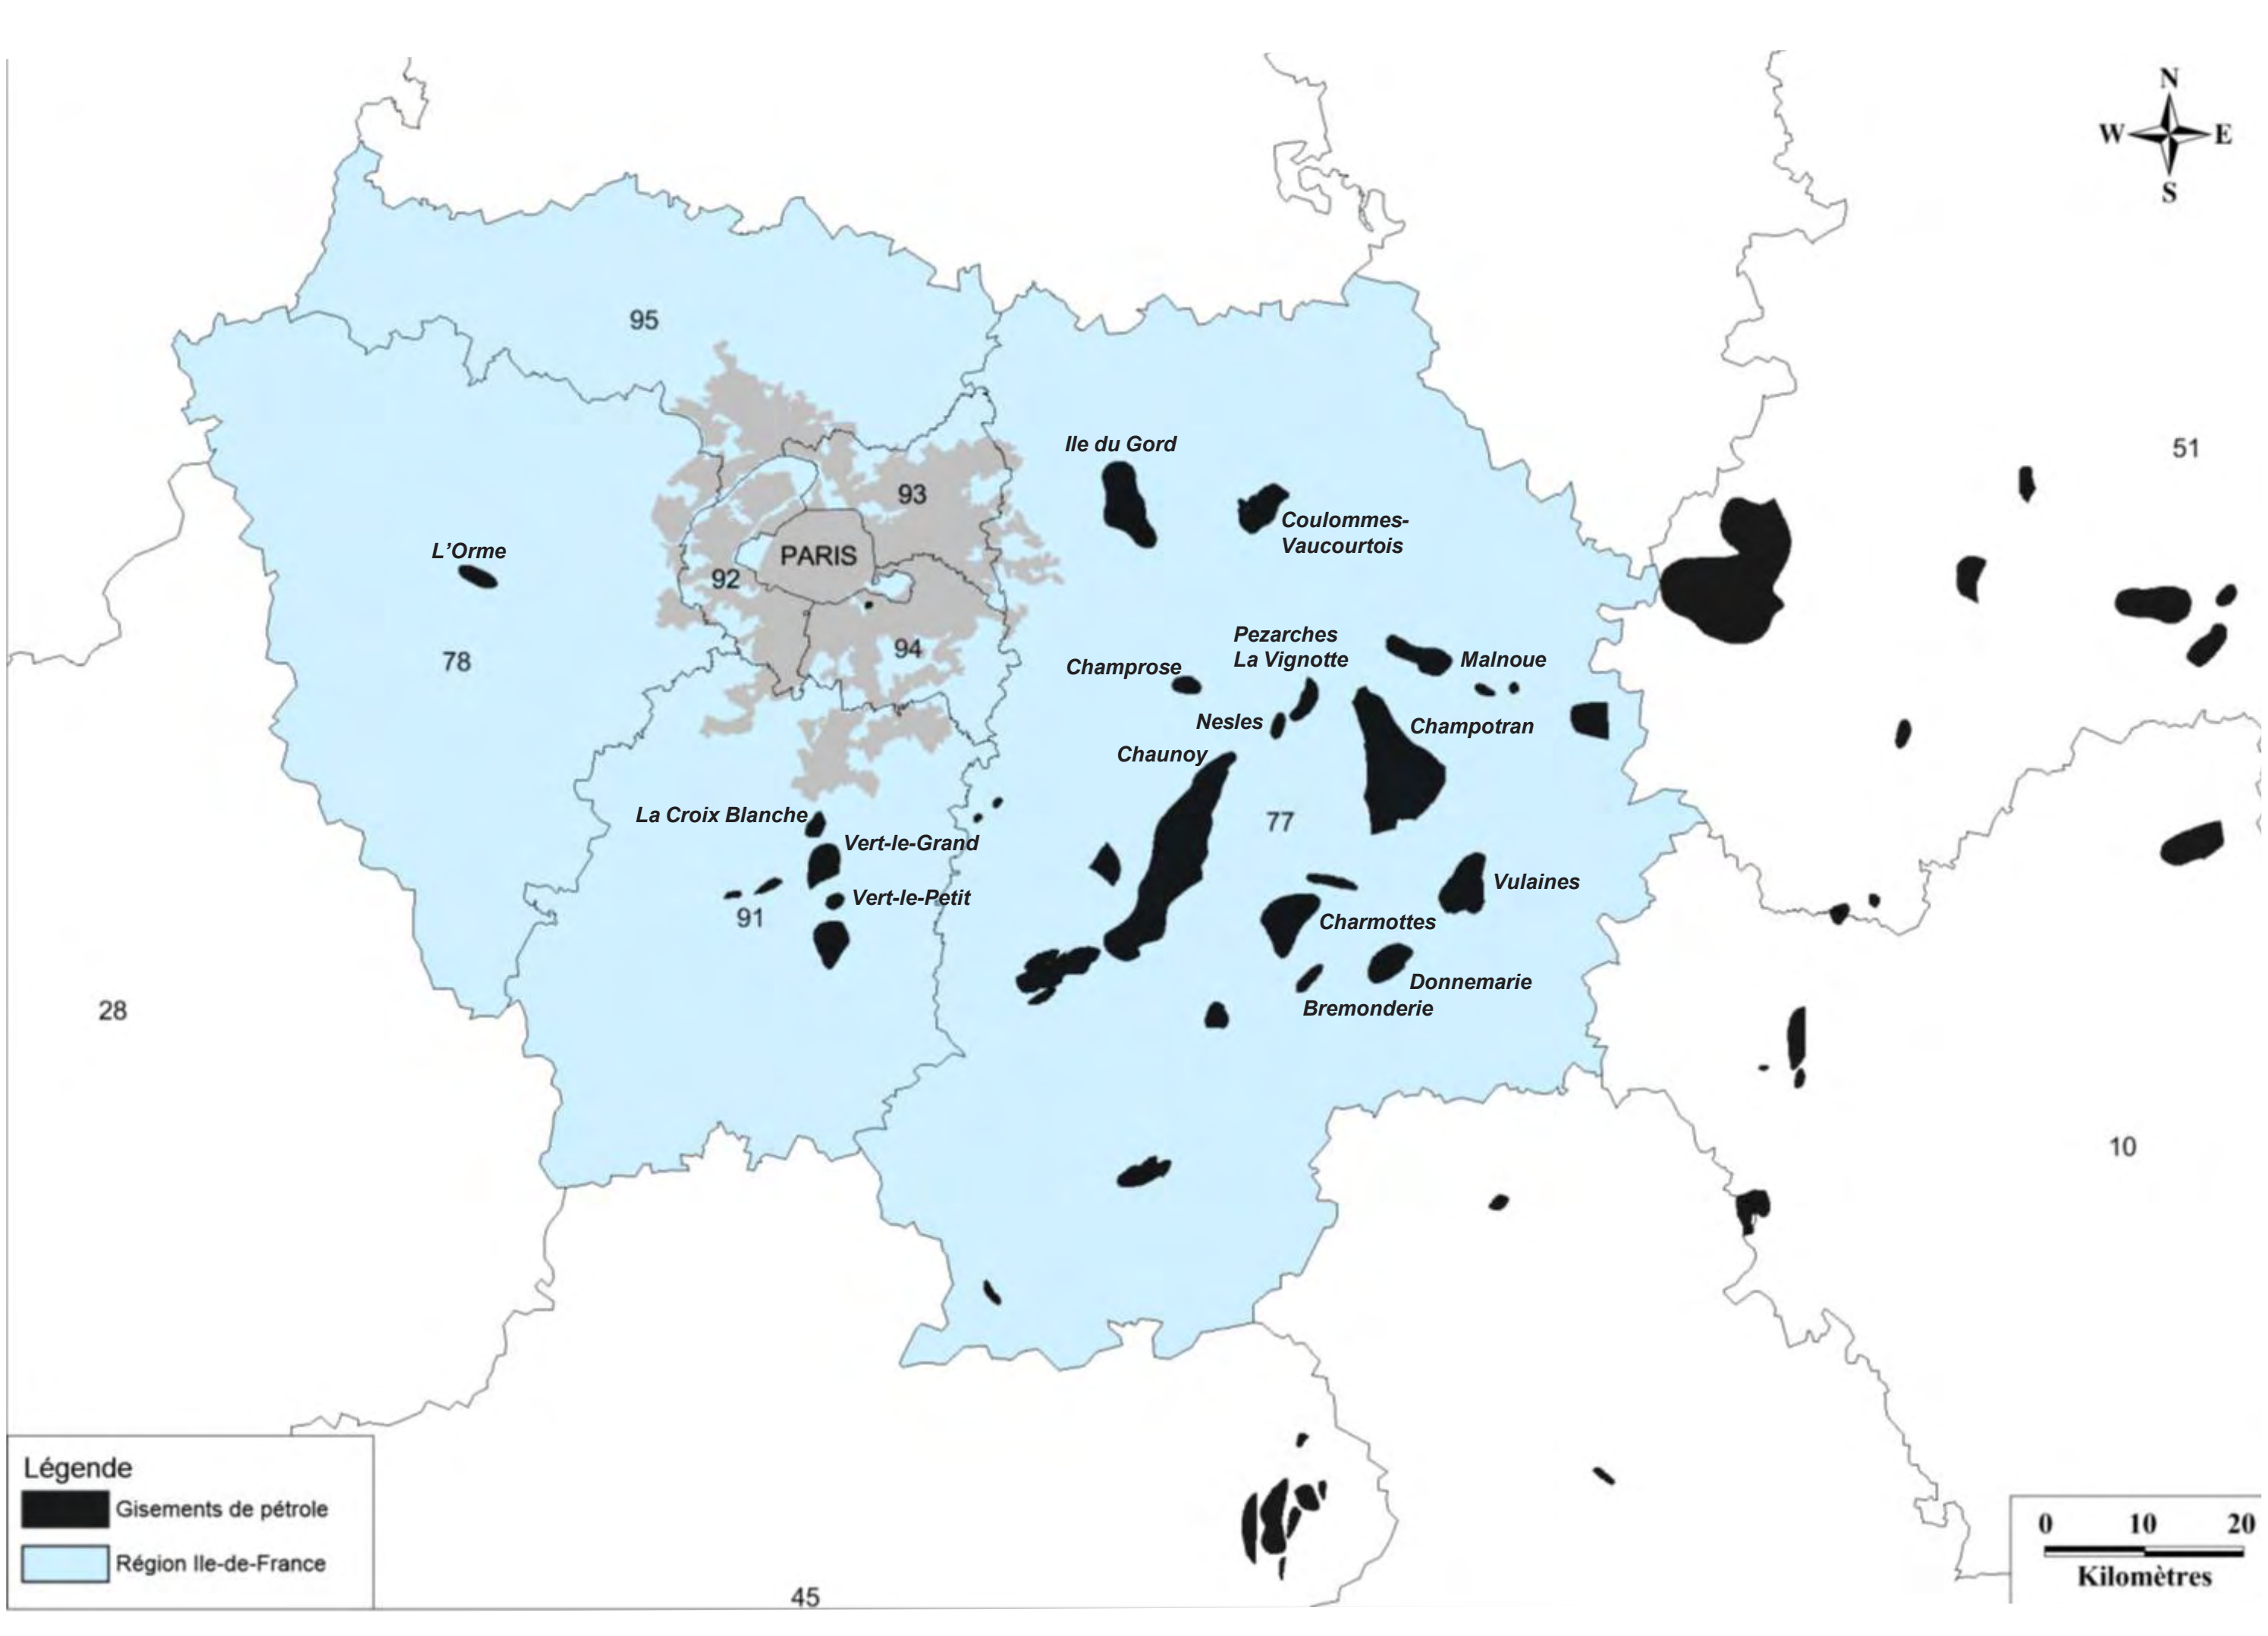 N
W
E
S
95
51
Ile du Gord
93
Coulommes-
Vaucourtois
L'Orme
PARIS
92
Pezarches
La Vignotte
94
78
Malnoue
Champrose
Nesles
Champotran
Chaunoy
La Croix Blanche
77
Vert-le-Grand
Vulaines
Vert-le-Petit
91
Charmottes
Donnemarie
Bremonderie
28
10
Légende
Gisements de pétrole
Région Ile-de-France
0 10 20
Kilomètres
45